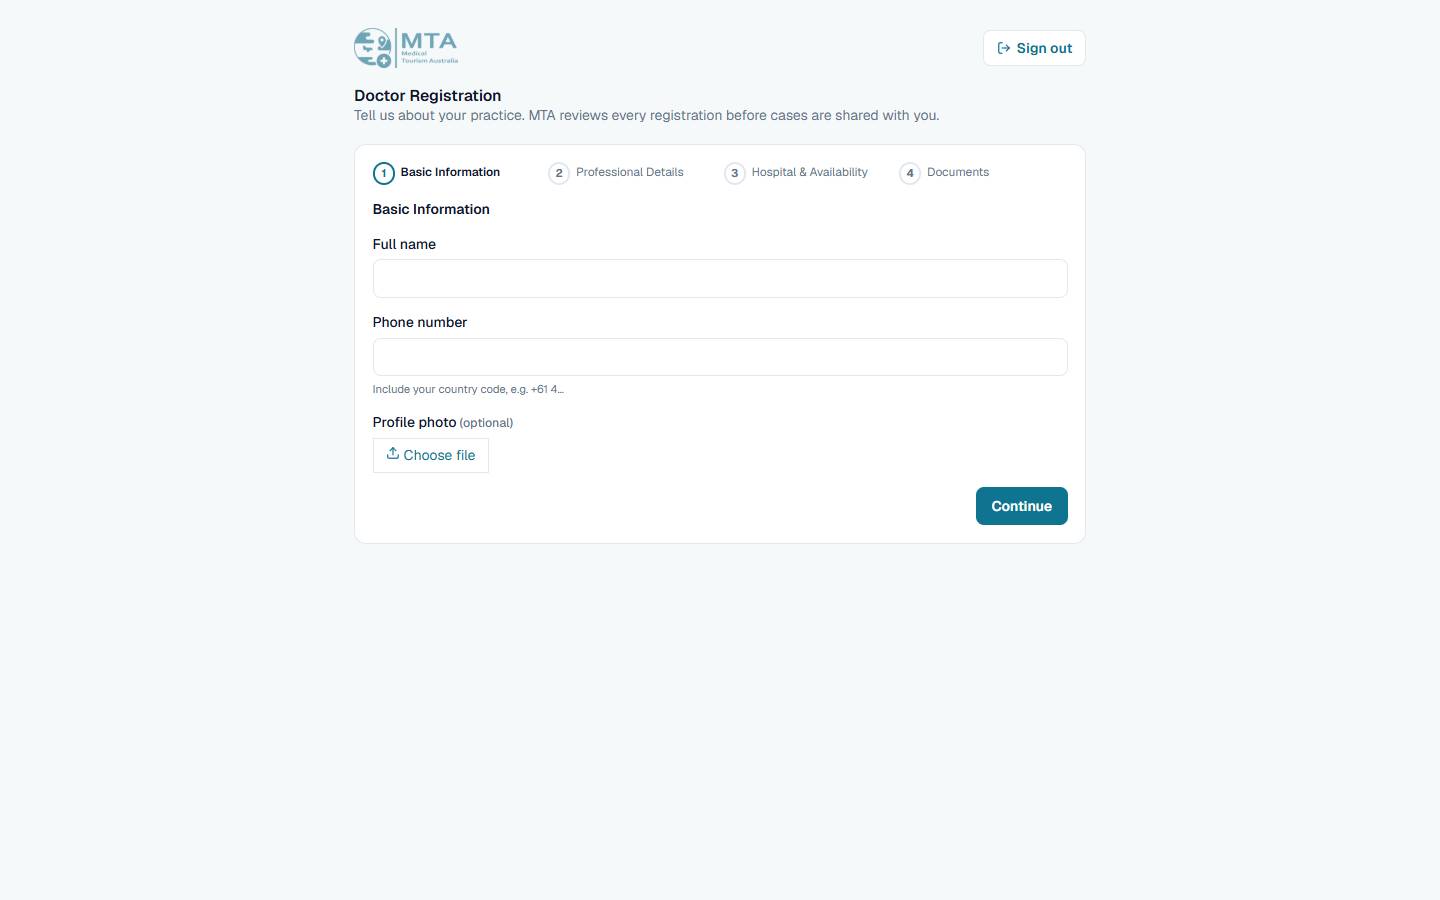 MTA
Medical
Tourism Australia
Sign out
Doctor Registration
Tell us about your practice. MTA reviews every registration before cases are shared with you.
1 Basic Information
2 Professional Details
3 Hospital & Availability
4 Documents
Basic Information
Full name
Phone number
Include your country code, e.g. +61 4…
Profile photo (optional)
Choose file
Continue